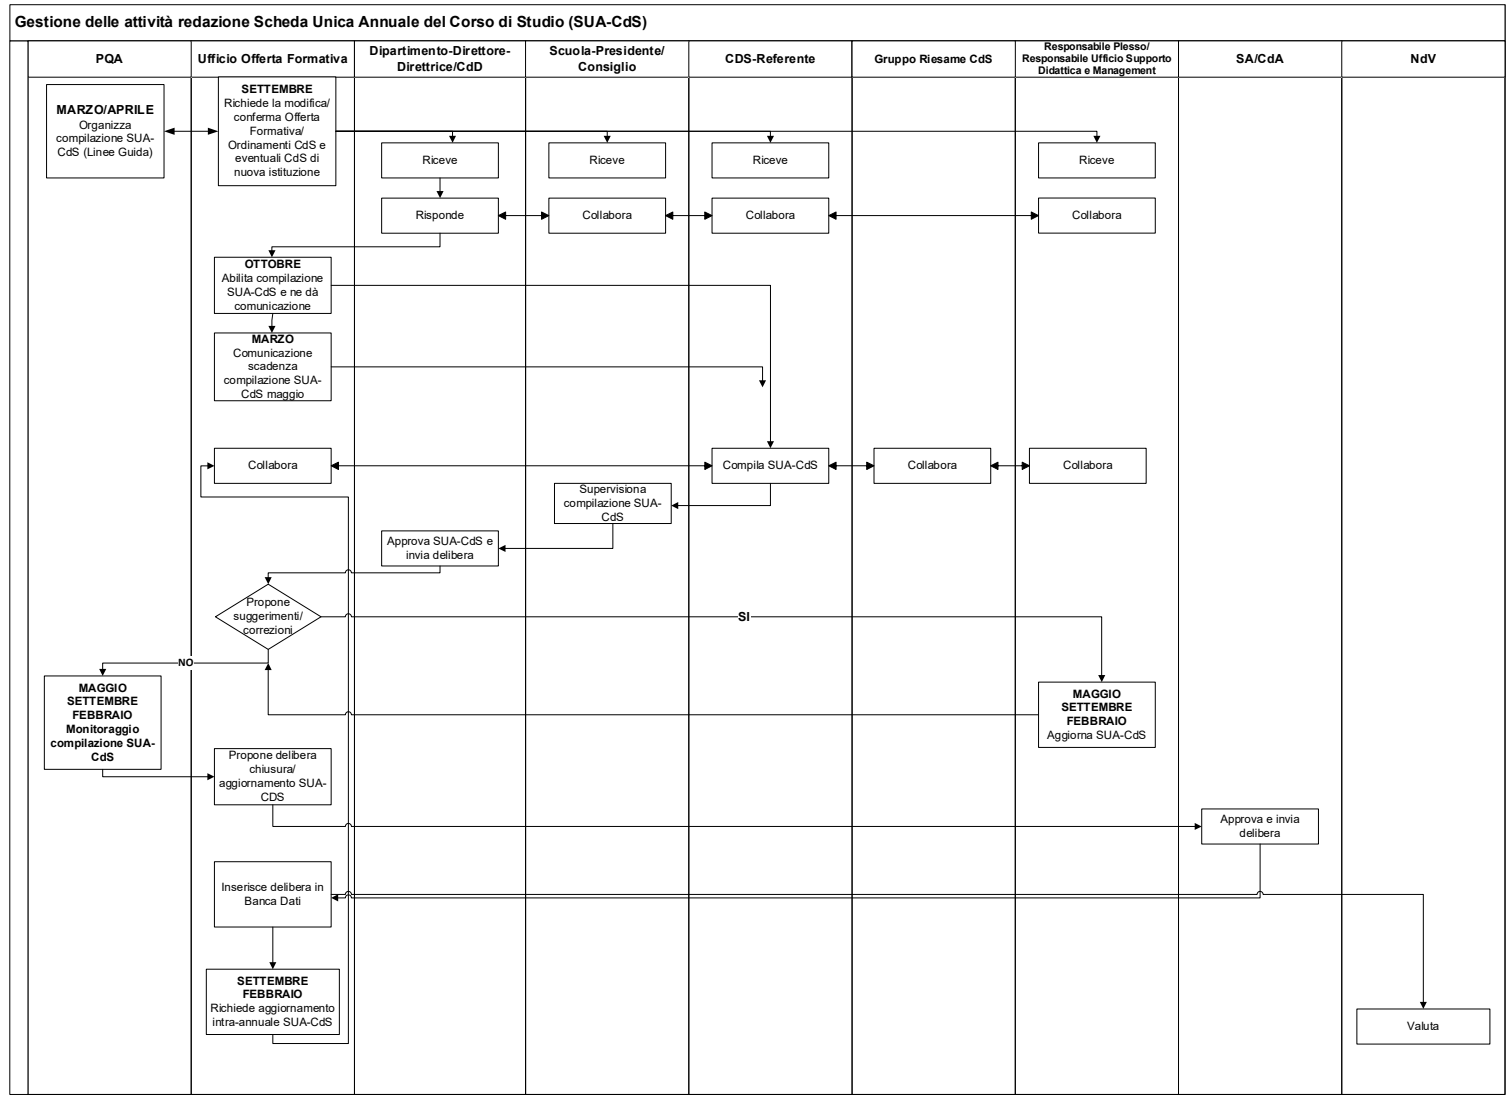 Gestione delle attività redazione Scheda Unica Annuale del Corso di Studio (SUA-CdS)
PQA
Ufficio Offerta Formativa
Dipartimento-Direttore-
Direttrice/CdD
Scuola-Presidente/
Consiglio
CDS-Referente
Gruppo Riesame CdS
Responsabile Plesso/
Responsabile Ufficio Supporto
Didattica e Management
SA/CdA
NdV
MARZO/APRILE
Organizza
compilazione SUA-
CdS (Linee Guida)
SETTEMBRE
Richiede la modifica/
conferma Offerta
Formativa/
Ordinamenti CdS e
eventuali CdS di
nuova istituzione
Riceve
Riceve
Riceve
Riceve
Risponde
Collabora
Collabora
Collabora
OTTOBRE
Abilita compilazione
SUA-CdS e ne dà
comunicazione
MARZO
Comunicazione
scadenza
compilazione SUA-
CdS maggio
Collabora
Compila SUA-CdS
Collabora
Collabora
Supervisiona
compilazione SUA-
CdS
Approva SUA-CdS e
invia delibera
Propone
suggerimenti/
correzioni
SI
NO
MAGGIO
SETTEMBRE
FEBBRAIO
Monitoraggio
compilazione SUA-
CdS
MAGGIO
SETTEMBRE
FEBBRAIO
Aggiorna SUA-CdS
Propone delibera
chiusura/
aggiornamento SUA-
CDS
Approva e invia
delibera
Inserisce delibera in
Banca Dati
SETTEMBRE
FEBBRAIO
Richiede aggiornamento
intra-annuale SUA-CdS
Valuta